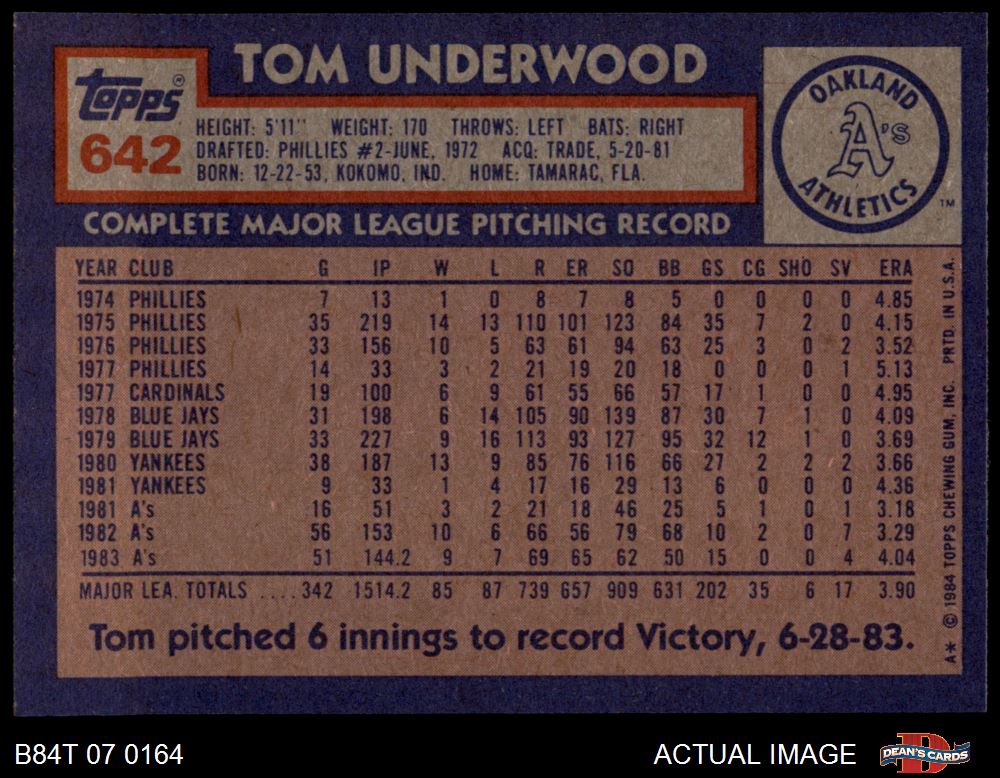 TOM UNDERWOOD
Topps®
642
HEIGHT: 5'11" WEIGHT: 170 THROWS: LEFT BATS: RIGHT
DRAFTED: PHILLIES #2-JUNE, 1972 ACQ: TRADE, 5-20-81
BORN: 12-22-53, KOKOMO, IND. HOME: TAMARAC, FLA.
OAKLAND
A's
ATHLETICS
TM
COMPLETE MAJOR LEAGUE PITCHING RECORD
YEAR CLUB G IP W L R ER SO BB GS CG SHO SV ERA
1974 PHILLIES 7 13 1 0 8 7 8 5 0 0 0 0 4.85
1975 PHILLIES 35 219 14 13 110 101 123 84 35 7 2 0 4.15
1976 PHILLIES 33 156 10 5 63 61 94 63 25 3 0 2 3.52
1977 PHILLIES 14 33 3 2 21 19 20 18 0 0 0 1 5.13
1977 CARDINALS 19 100 6 9 61 55 66 57 17 1 0 0 4.95
1978 BLUE JAYS 31 198 6 14 105 90 139 87 30 7 1 0 4.09
1979 BLUE JAYS 33 227 9 16 113 93 127 95 32 12 1 0 3.69
1980 YANKEES 38 187 13 9 85 76 116 66 27 2 2 2 3.66
1981 YANKEES 9 33 1 4 17 16 29 13 6 0 0 0 4.36
1981 A's 16 51 3 2 21 18 46 25 5 1 0 1 3.18
1982 A's 56 153 10 6 66 56 79 68 10 2 0 7 3.29
1983 A's 51 144.2 9 7 69 65 62 50 15 0 0 4 4.04
MAJOR LEA. TOTALS ....342 1514.2 85 87 739 657 909 631 202 35 6 17 3.90
Tom pitched 6 innings to record Victory, 6-28-83.
A* © 1984 TOPPS CHEWING GUM, INC. PRTD. IN U.S.A.
B84T 07 0164
ACTUAL IMAGE
D
DEAN'S CARDS